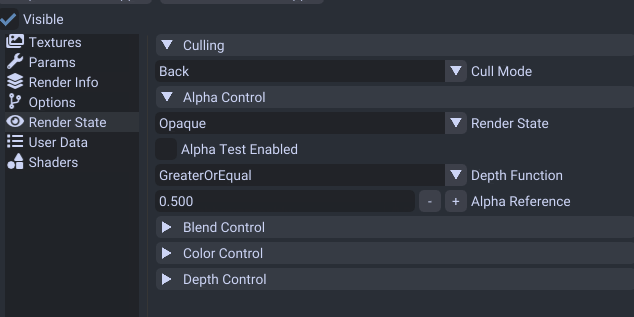 Visible
Textures
Params
Render Info
Options
Render State
User Data
Shaders
Culling
Back Cull Mode
Alpha Control
Opaque Render State
Alpha Test Enabled
GreaterOrEqual Depth Function
0.500 - + Alpha Reference
Blend Control
Color Control
Depth Control